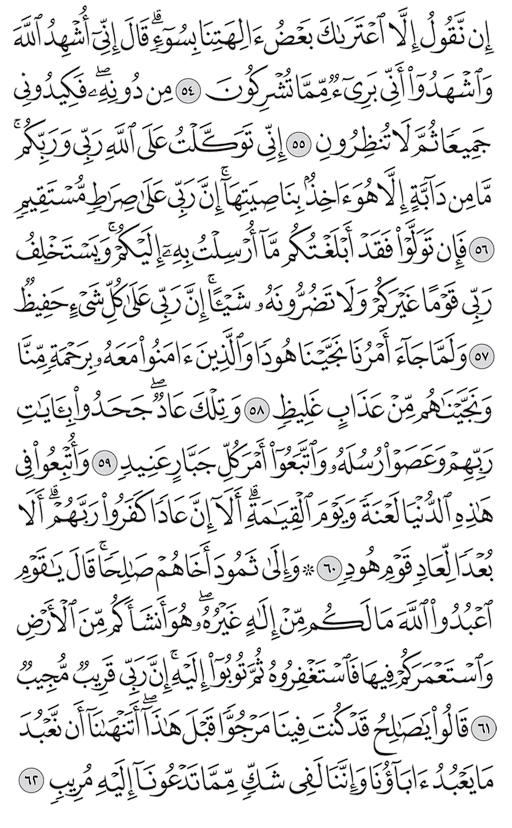 إِن نَّقُولُ إِلَّا ٱعْتَرَىٰكَ بَعْضُ ءَالِهَتِنَا بِسُوٓءٍۗ قَالَ إِنِّىٓ أُشْهِدُ ٱللَّهَ
وَٱشْهَدُوٓا۟ أَنِّى بَرِىٓءٌ مِّمَّا تُشْرِكُونَ ٥٤ مِن دُونِهِۦۖ فَكِيدُونِى
جَمِيعًا ثُمَّ لَا تُنظِرُونِ ٥٥ إِنِّى تَوَكَّلْتُ عَلَى ٱللَّهِ رَبِّى وَرَبِّكُمۚ
مَّا مِن دَآبَّةٍ إِلَّا هُوَ ءَاخِذٌۢ بِنَاصِيَتِهَآۚ إِنَّ رَبِّى عَلَىٰ صِرَٰطٍ مُّسْتَقِيمٍ
٥٦ فَإِن تَوَلَّوْا۟ فَقَدْ أَبْلَغْتُكُم مَّآ أُرْسِلْتُ بِهِۦٓ إِلَيْكُمْۚ وَيَسْتَخْلِفُ
رَبِّى قَوْمًا غَيْرَكُمْ وَلَا تَضُرُّونَهُۥ شَيْـًٔاۚ إِنَّ رَبِّى عَلَىٰ كُلِّ شَىْءٍ حَفِيظٌ
٥٧ وَلَمَّا جَآءَ أَمْرُنَا نَجَّيْنَا هُودًا وَٱلَّذِينَ ءَامَنُوا۟ مَعَهُۥ بِرَحْمَةٍ مِّنَّا
وَنَجَّيْنَٰهُم مِّنْ عَذَابٍ غَلِيظٍ ٥٨ وَتِلْكَ عَادٌۖ جَحَدُوا۟ بِـَٔايَٰتِ
رَبِّهِمْ وَعَصَوْا۟ رُسُلَهُۥ وَٱتَّبَعُوٓا۟ أَمْرَ كُلِّ جَبَّارٍ عَنِيدٍ ٥٩ وَأُتْبِعُوا۟ فِى
هَٰذِهِ ٱلدُّنْيَا لَعْنَةً وَيَوْمَ ٱلْقِيَٰمَةِۗ أَلَآ إِنَّ عَادًا كَفَرُوا۟ رَبَّهُمْۗ أَلَا
بُعْدًا لِّعَادٍ قَوْمِ هُودٍ ٦٠ ۞ وَإِلَىٰ ثَمُودَ أَخَاهُمْ صَٰلِحًاۚ قَالَ يَٰقَوْمِ
ٱعْبُدُوا۟ ٱللَّهَ مَا لَكُم مِّنْ إِلَٰهٍ غَيْرُهُۥۖ هُوَ أَنشَأَكُم مِّنَ ٱلْأَرْضِ
وَٱسْتَعْمَرَكُمْ فِيهَا فَٱسْتَغْفِرُوهُ ثُمَّ تُوبُوٓا۟ إِلَيْهِۚ إِنَّ رَبِّى قَرِيبٌ مُّجِيبٌ
٦١ قَالُوا۟ يَٰصَٰلِحُ قَدْ كُنتَ فِينَا مَرْجُوًّا قَبْلَ هَٰذَآۖ أَتَنْهَىٰنَآ أَن نَّعْبُدَ
مَا يَعْبُدُ ءَابَآؤُنَا وَإِنَّنَا لَفِى شَكٍّ مِّمَّا تَدْعُونَآ إِلَيْهِ مُرِيبٍ ٦٢